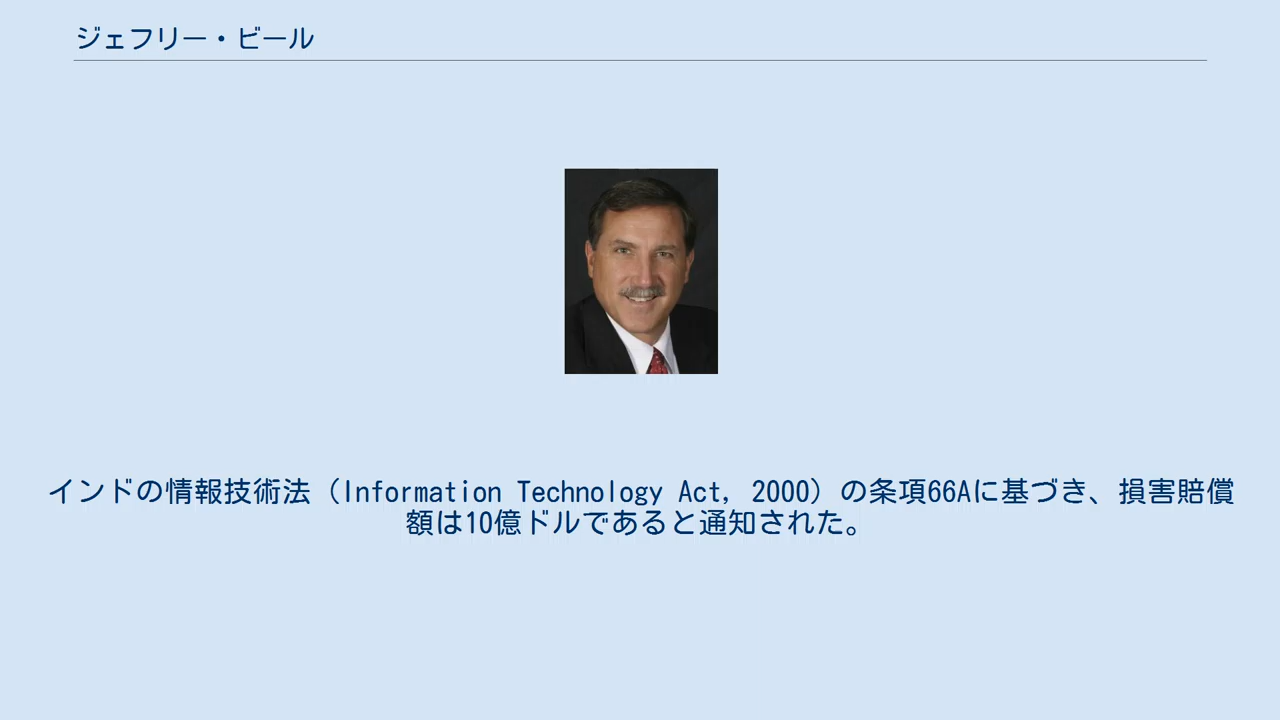 ジェフリー・ビール
インドの情報技術法（Information Technology Act, 2000）の条項66Aに基づき、損害賠償
額は10億ドルであると通知された。